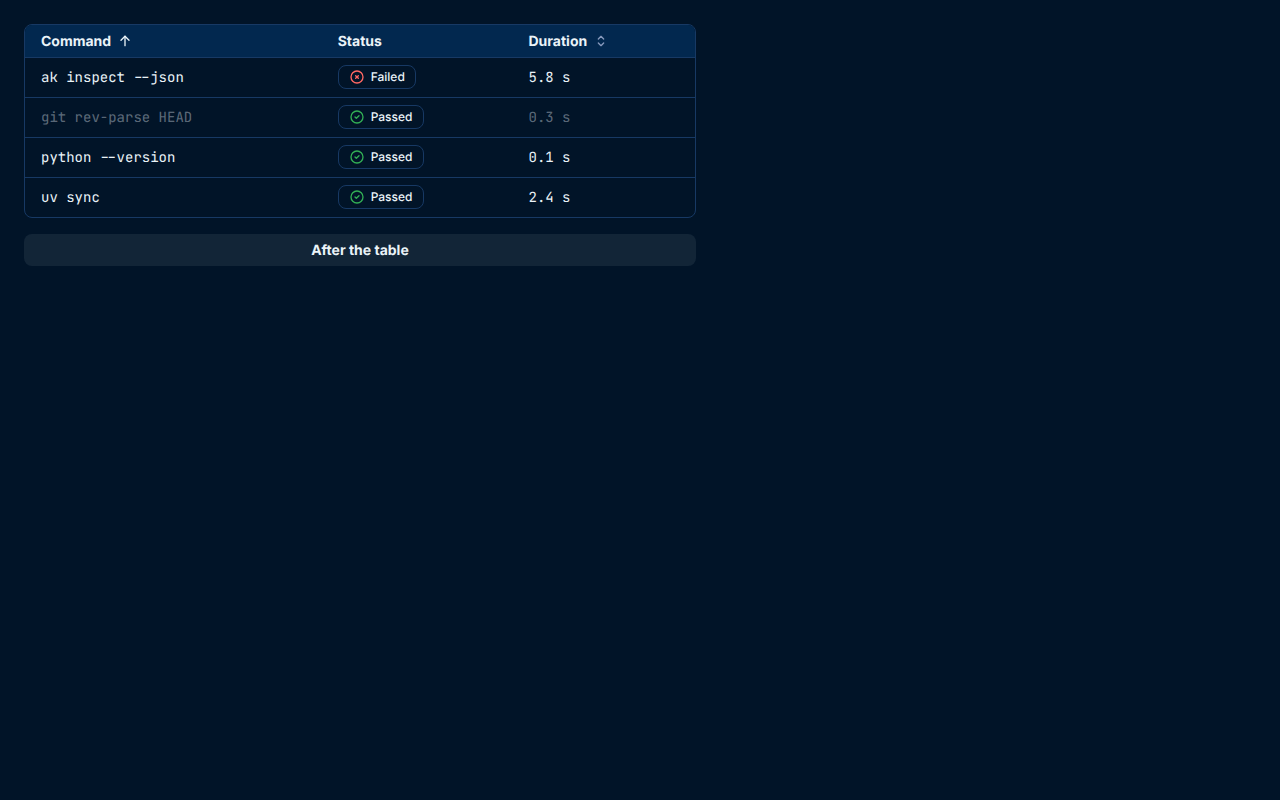 Command Status Duration
ak inspect --json Failed 5.8 s
git rev-parse HEAD Passed 0.3 s
python --version Passed 0.1 s
uv sync Passed 2.4 s
After the table